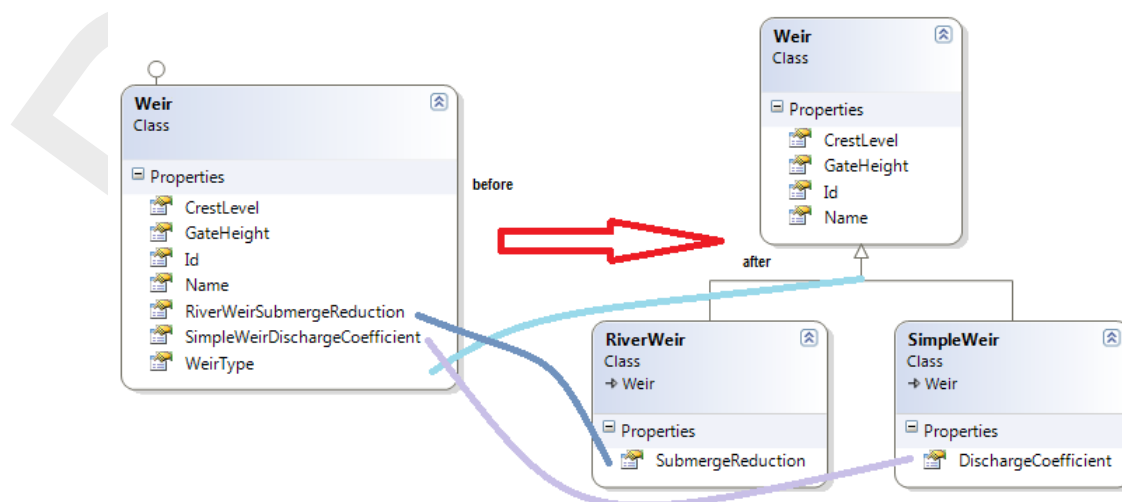 Weir
Class
Properties
CrestLevel
GateHeight
Id
Name
RiverWeirSubmergeReduction
SimpleWeirDischargeCoefficient
WeirType
before
after
Weir
Class
Properties
CrestLevel
GateHeight
Id
Name
RiverWeir
Class
Weir
Properties
SubmergeReduction
SimpleWeir
Class
Weir
Properties
DischargeCoefficient